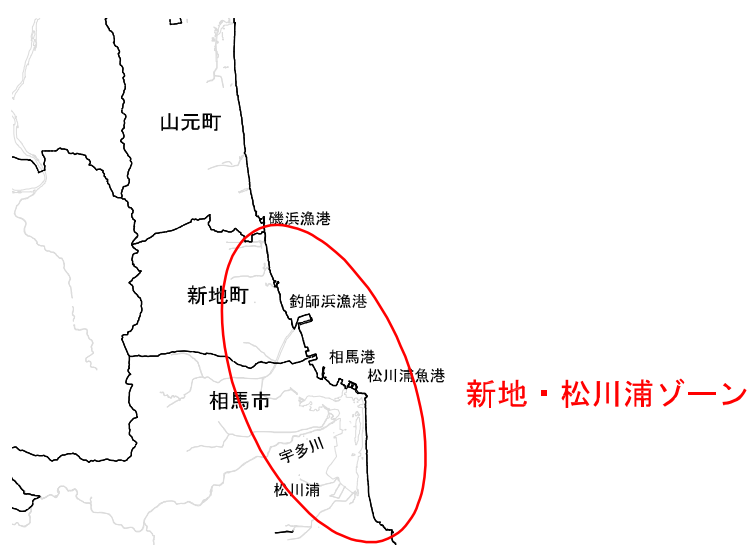 山元町
磯浜漁港
新地町
釣師浜漁港
相馬港
松川浦魚港
新地・松川浦ゾーン
相馬市
宇多川
松川浦